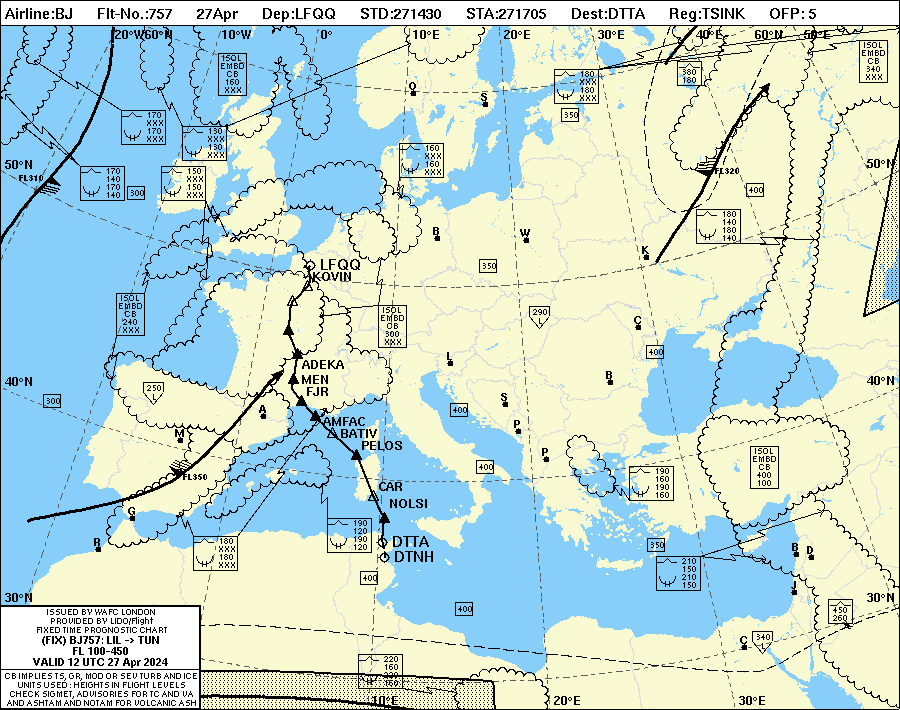 Airline:BJ Flt-No.:757 27Apr Dep:LFQQ STD:271430 STA:271705 Dest:DTTA Reg:TSINK OFP: 5
20°W 60°N 10°W 0° 10°E 20°E 30°E 40°E 60°N 50°E
ISOL
EMBD
CB
160
XXX
ISOL
EMBD
CB
340
XXX
380
180
180
XXX
180
XXX
O
S
350
170
XXX
170
XXX
130
XXX
130
XXX
160
XXX
160
XXX
50°N
50°N
FL310
170
140
170
140
300
150
XXX
150
XXX
FL320
400
180
140
180
140
B
W
K
LFQQ
KOVIN
350
ISOL
EMBD
CB
240
/XXX
ISOL
EMBD
CB
300
XXX
290
L
C
400
L
ADEKA
MEN
FJR
B
40°N
40°N
250
L
300
A
S
400
AMFAC
BATIV
PELOS
P
M
P
FL350
400
ISOL
EMBD
CB
400
100
190
160
190
160
CAR
NOLSI
G
190
120
190
120
R
180
XXX
180
XXX
DTTA
DTNH
350
B
D
210
150
210
150
400
J
30°N
30°N
400
450
260
C
340
L
ISSUED BY WAFC LONDON
PROVIDED BY LIDO/Flight
FIXED TIME PROGNOSTIC CHART
(FIX) BJ757: LIL -> TUN
FL 100-450
VALID 12 UTC 27 Apr 2024
CB IMPLIES TS, GR, MOD OR SEV TURB AND ICE
UNITS USED : HEIGHTS IN FLIGHT LEVELS
CHECK SIGMET, ADVISORIES FOR TC AND VA
AND ASHTAM AND NOTAM FOR VOLCANIC ASH
220
160
220
160
10°E 20°E 30°E